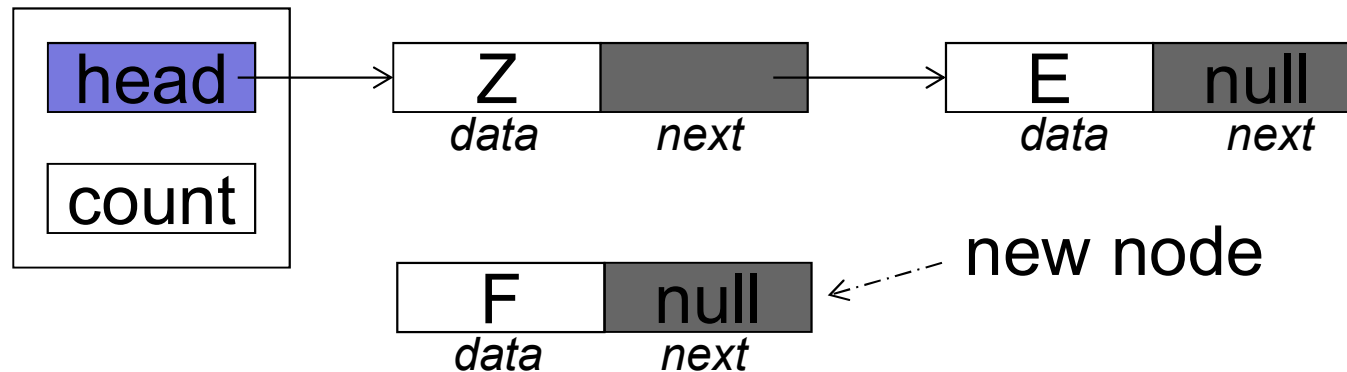 head Z E null
data next data next
count
new node
F null
data next